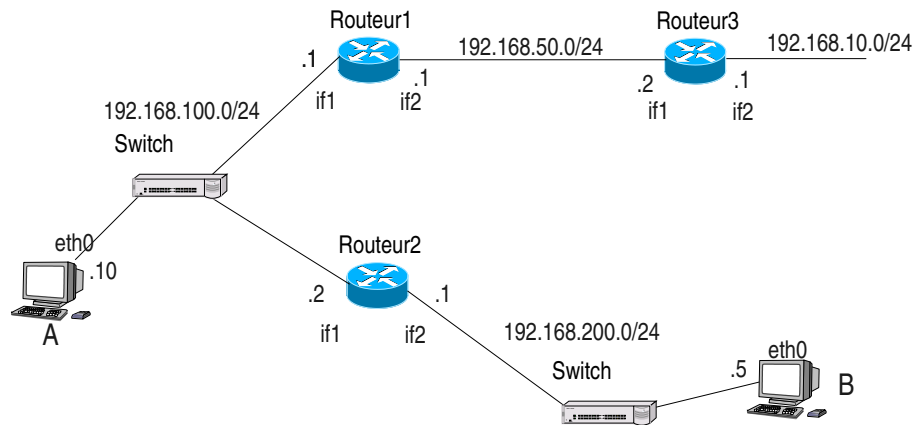 Routeur1
Routeur3
192.168.50.0/24
192.168.10.0/24
.1
.1
.2
.1
if1
if2
if1
if2
192.168.100.0/24
Switch
eth0
.10
A
Routeur2
.2
.1
if1
if2
192.168.200.0/24
Switch
eth0
.5
B